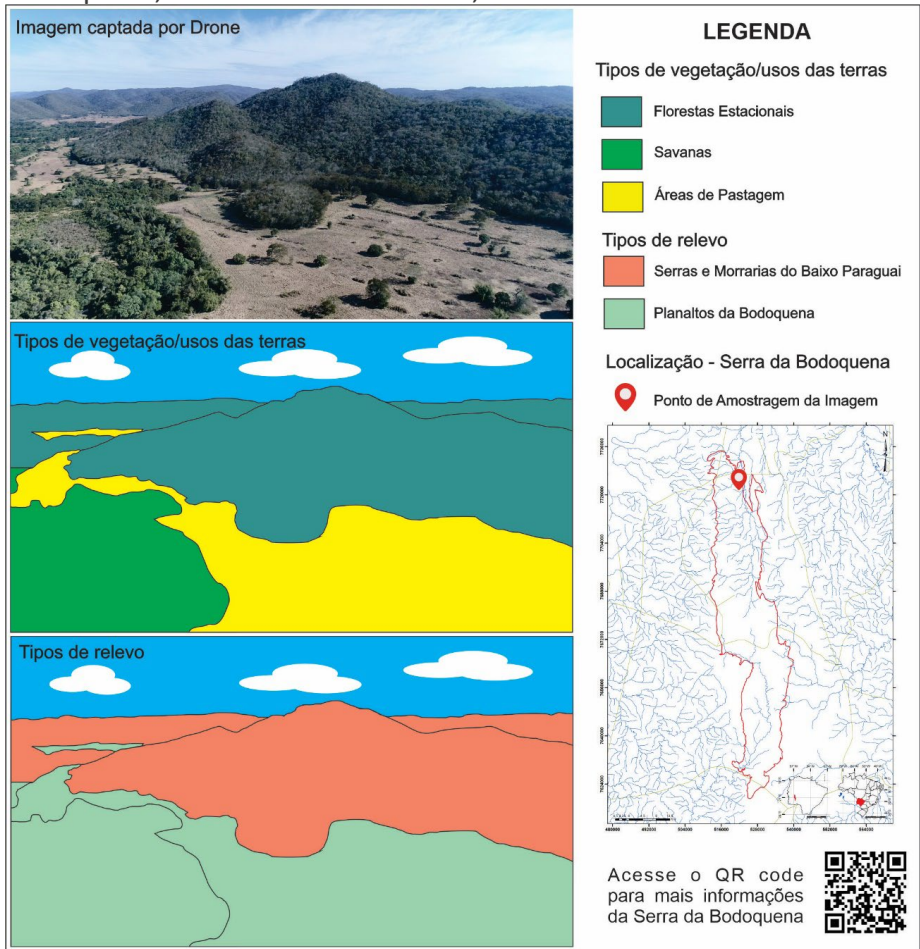 Imagem captada por Drone
Tipos de vegetação/usos das terras
Tipos de relevo
LEGENDA
Tipos de vegetação/usos das terras
Florestas Estacionais
Savanas
Áreas de Pastagem
Tipos de relevo
Serras e Morrarias do Baixo Paraguai
Planaltos da Bodoquena
Localização - Serra da Bodoquena
Ponto de Amostragem da Imagem
N
Acesse o QR code
para mais informações
da Serra da Bodoquena